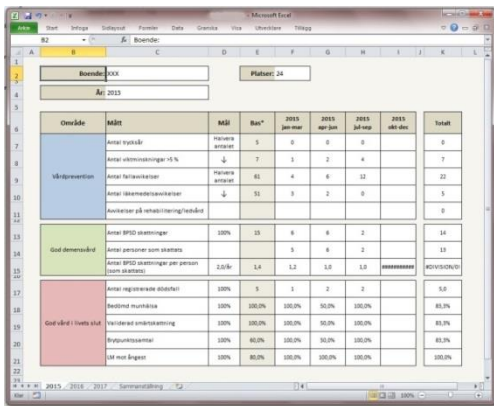 Microsoft Excel
Arkiv Start Infoga Sidlayout Formler Data Granska Visa Utvecklare Tillägg
B2 fx Boende:
A B C D E F G H I J K
Boende: XXX Platser: 24
År: 2015
Område Mått Mål Bas* 2015 jan-mar 2015 apr-jun 2015 jul-sep 2015 okt-dec Totalt
Vårdprevention
Antal trycksår Halvera antalet 5 0 0 0 0
Antal viktminskningar >5 % ↓ 7 1 2 4 7
Antal fallavvikelser Halvera antalet 61 4 6 12 22
Antal läkemedelsavvikelser ↓ 51 3 2 0 5
Avvikelser på rehabilitering/ledvård 0
God demensvård
Antal BPSD skattningar 100% 15 6 6 2 14
Antal personer som skattats 5 6 2 13
Antal BPSD skattningar per person (som skattats) 2,0/år 1,4 1,2 1,0 1,0 ########### #DIVISION/0!
God vård i livets slut
Antal registrerade dödsfall 100% 5 1 2 2 5,0
Bedömd munhälsa 100% 100,0% 100,0% 50,0% 100,0% 83,3%
Validerad smärtskattning 100% 100,0% 100,0% 50,0% 100,0% 83,3%
Brytpunktssamtal 100% 60,0% 100,0% 50,0% 100,0% 83,3%
LM mot ångest 100% 80,0% 100,0% 100,0% 100,0% 100,0%
2015 2016 2017 Sammanställning
Klar 100%